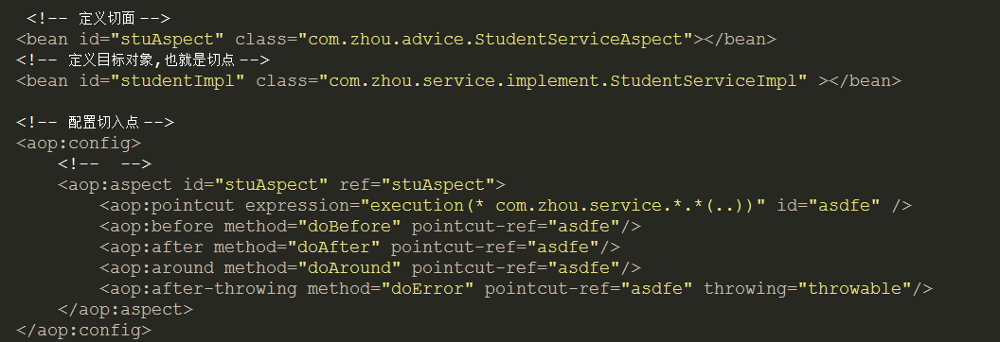 <!-- 定义切面 -->
<bean id="stuAspect" class="com.zhou.advice.StudentServiceAspect"></bean>
<!-- 定义目标对象,也就是切点 -->
<bean id="studentImpl" class="com.zhou.service.implement.StudentServiceImpl" ></bean>
<!-- 配置切入点 -->
<aop:config>
<!--  -->
<aop:aspect id="stuAspect" ref="stuAspect">
<aop:pointcut expression="execution(* com.zhou.service.*.*(..))" id="asdfe" />
<aop:before method="doBefore" pointcut-ref="asdfe"/>
<aop:after method="doAfter" pointcut-ref="asdfe"/>
<aop:around method="doAround" pointcut-ref="asdfe"/>
<aop:after-throwing method="doError" pointcut-ref="asdfe" throwing="throwable"/>
</aop:aspect>
</aop:config>